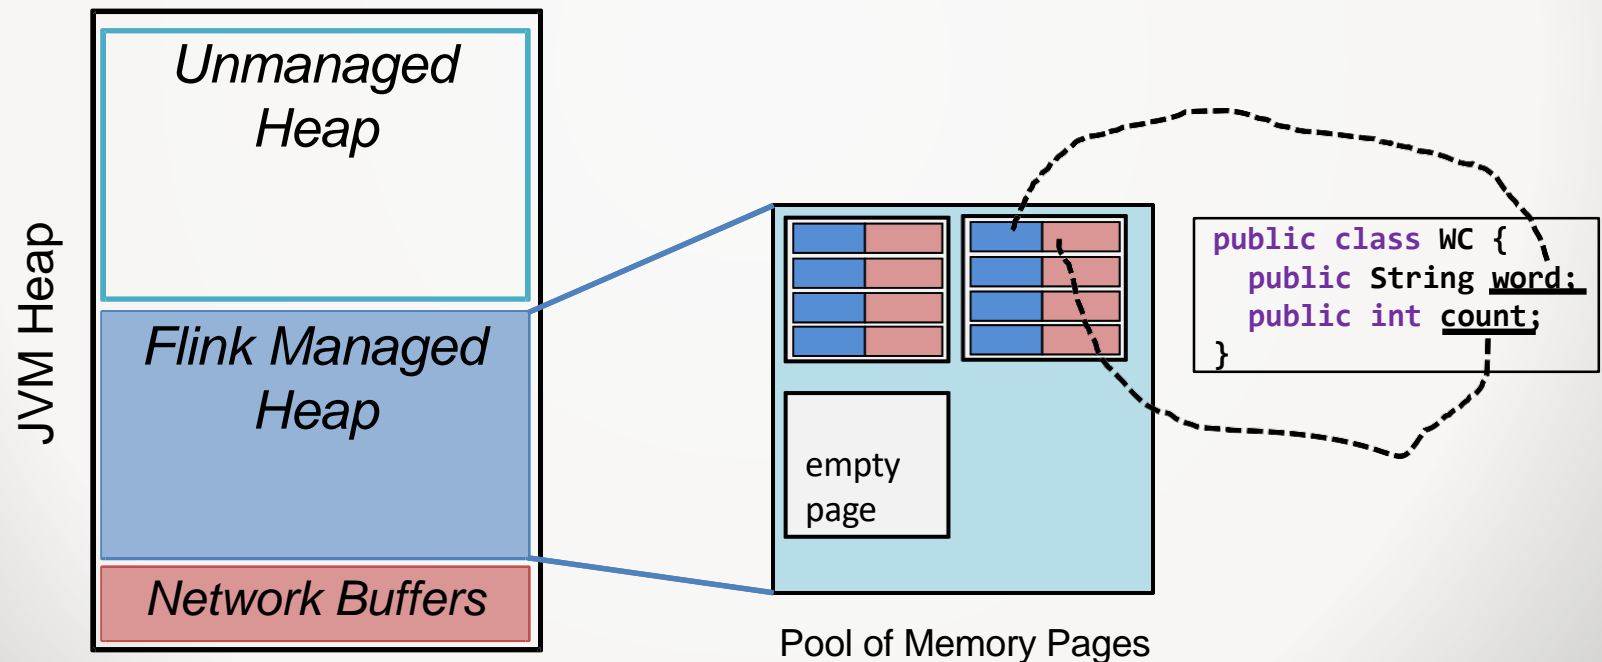 JVM Heap
Unmanaged
Heap
Flink Managed
Heap
Network Buffers
empty
page
Pool of Memory Pages
public class WC {
public String word;
public int count;
}